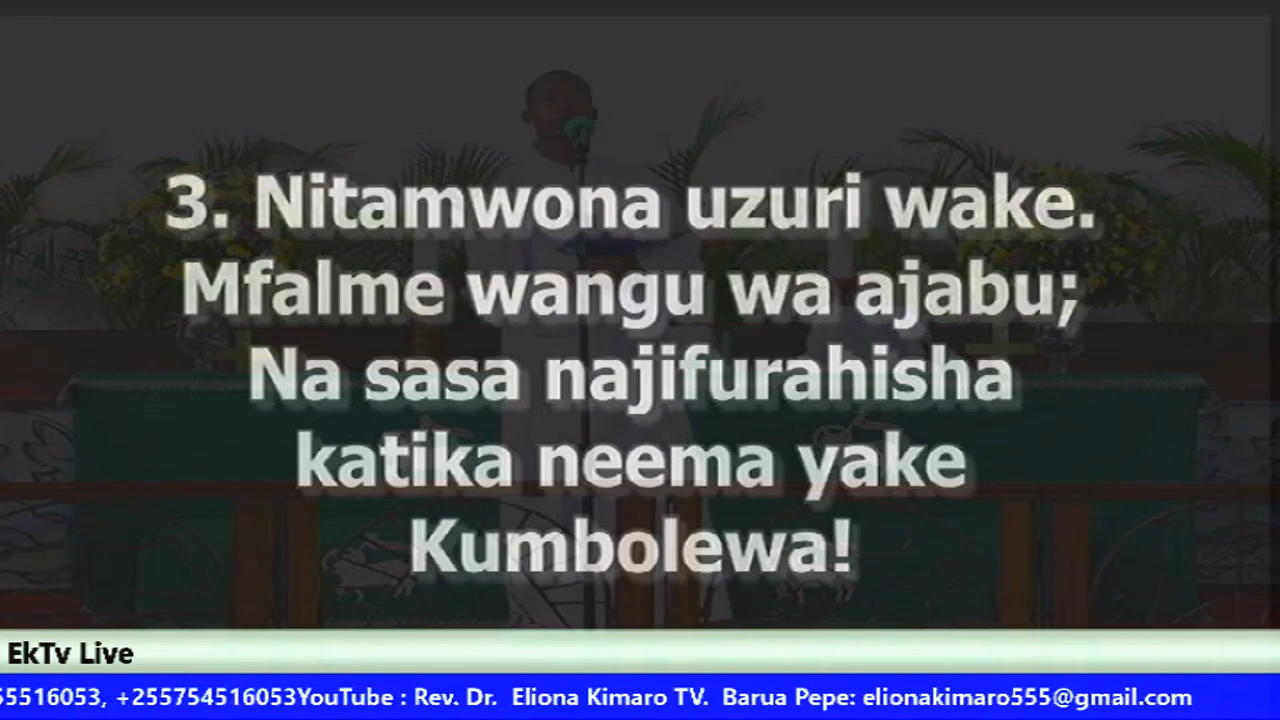 3. Nitamwona uzuri wake.
Mfalme wangu wa ajabu;
Na sasa najifurahisha
katika neema yake
Kumbolewa!
EkTv Live
55516053, +255754516053YouTube : Rev. Dr. Eliona Kimaro TV. Barua Pepe: elionakimaro555@gmail.com